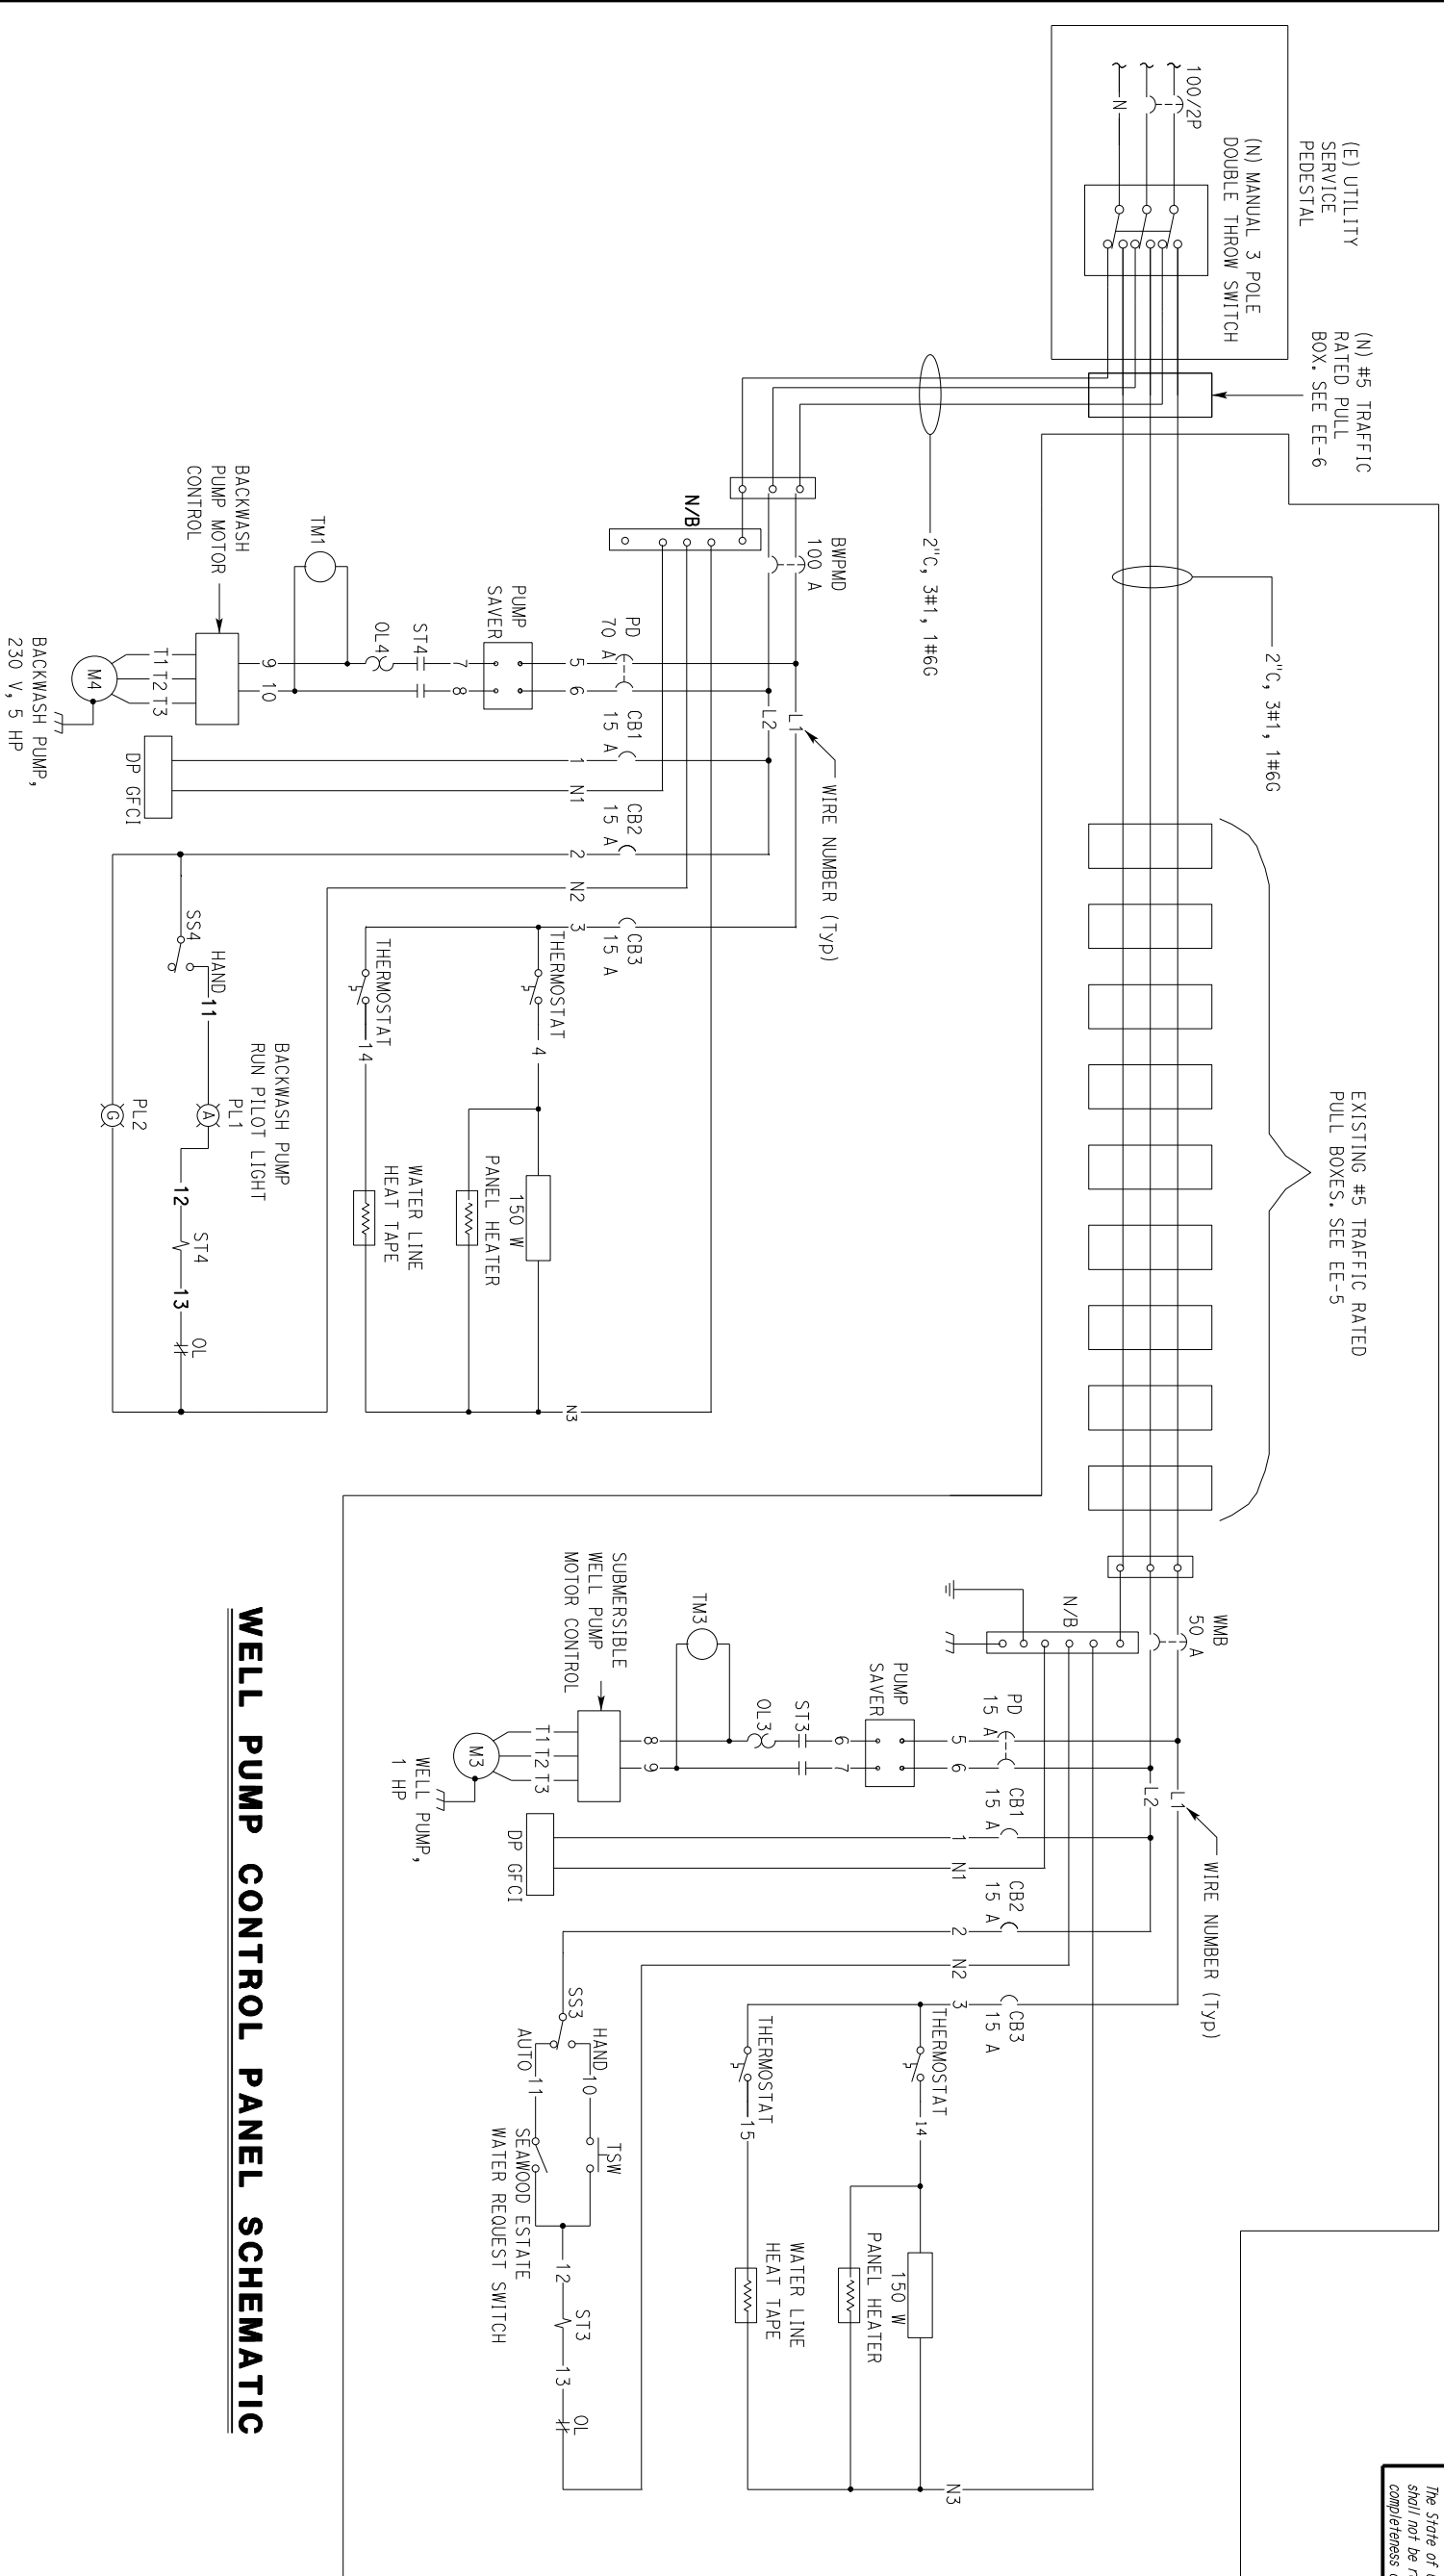 (E) UTILITY
SERVICE
PEDESTAL
100/2P
N
(N) MANUAL 3 POLE
DOUBLE THROW SWITCH
(N) #5 TRAFFIC
RATED PULL
BOX. SEE EE-6
2"C, 3#1, 1#6G
2"C, 3#1, 1#6G
EXISTING #5 TRAFFIC RATED
PULL BOXES. SEE EE-5
BWPMD
100 A
N/B
L1
L2
WIRE NUMBER (Typ)
PD
70 A
CB1
15 A
CB2
15 A
CB3
15 A
5
6
1
N1
2
N2
3
PUMP
SAVER
7
8
ST4
OL4
TM1
9
10
BACKWASH
PUMP MOTOR
CONTROL
T1
T2
T3
M4
BACKWASH PUMP,
230 V, 5 HP
DP GFCI
THERMOSTAT
4
150 W
PANEL HEATER
THERMOSTAT
14
WATER LINE
HEAT TAPE
N3
SS4
HAND
11
BACKWASH PUMP
RUN PILOT LIGHT
PL1
A
12
ST4
13
OL
PL2
G
WMB
50 A
N/B
L1
L2
WIRE NUMBER (Typ)
PD
15 A
CB1
15 A
CB2
15 A
CB3
15 A
5
6
1
N1
2
N2
3
PUMP
SAVER
6
7
ST3
OL3
TM3
8
9
SUBMERSIBLE
WELL PUMP
MOTOR CONTROL
T1
T2
T3
M3
WELL PUMP,
1 HP
DP GFCI
THERMOSTAT
14
150 W
PANEL HEATER
THERMOSTAT
15
WATER LINE
HEAT TAPE
N3
SS3
HAND
10
TSW
AUTO
11
SEAWOOD ESTATE
WATER REQUEST SWITCH
12
ST3
13
OL
WELL PUMP CONTROL PANEL SCHEMATIC
The State of
shall not be
completeness